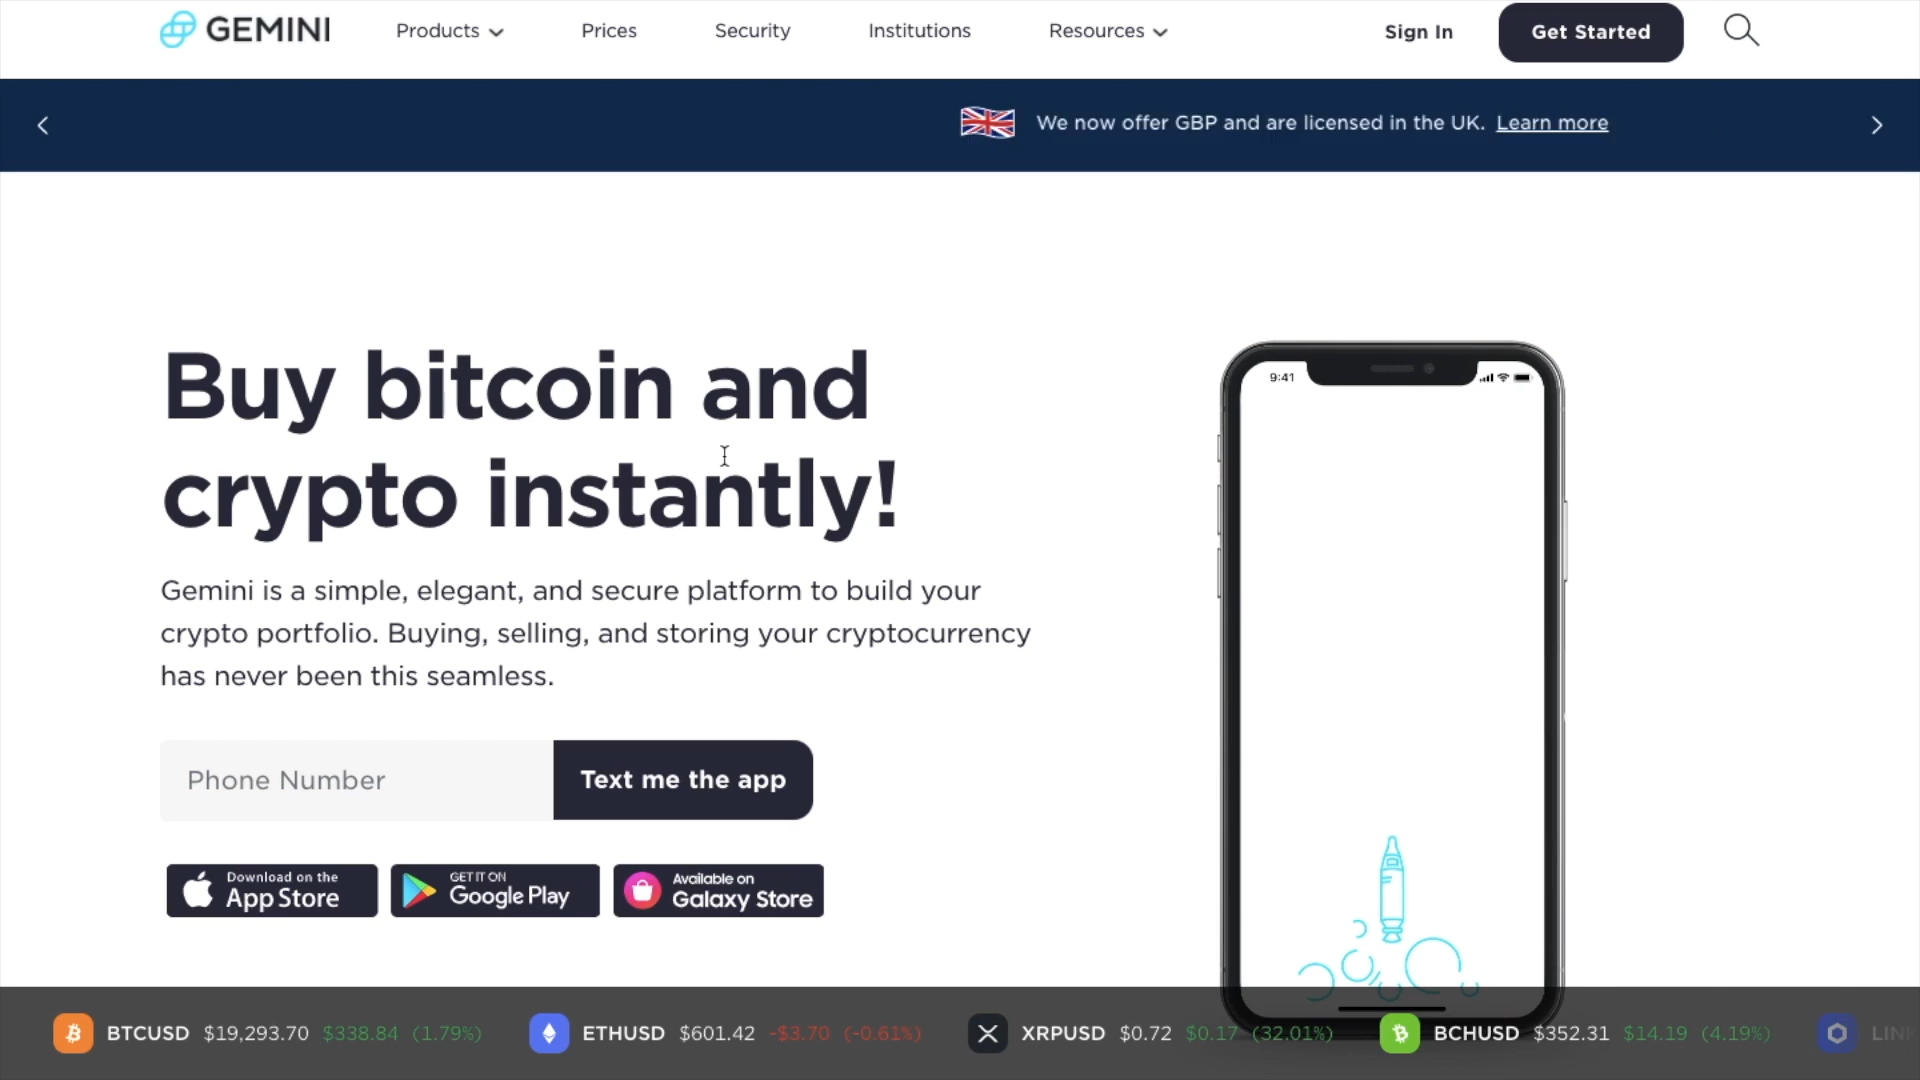 GEMINI
Products
Prices
Security
Institutions
Resources
Sign In
Get Started
We now offer GBP and are licensed in the UK. Learn more
Buy bitcoin and
crypto instantly!
Gemini is a simple, elegant, and secure platform to build your
crypto portfolio. Buying, selling, and storing your cryptocurrency
has never been this seamless.
Phone Number
Text me the app
Download on the
App Store
GET IT ON
Google Play
Available on
Galaxy Store
9:41
BTCUSD $19,293.70 $338.84 (1.79%)
ETHUSD $601.42 -$3.70 (-0.61%)
XRPUSD $0.72 $0.17 (32.01%)
BCHUSD $352.31 $14.19 (4.19%)
LIN